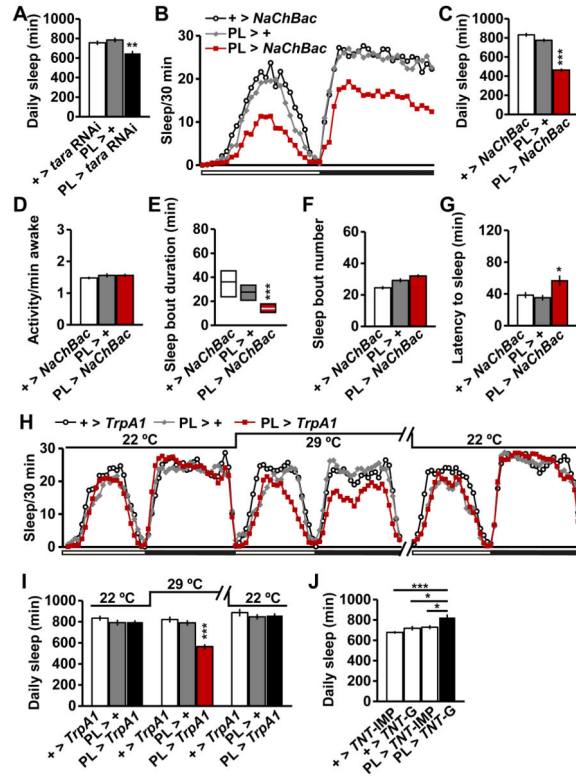 A
Daily sleep (min)
1000
800
600
400
200
0
**
+ > tara RNAi
PL > +
PL > tara RNAi
B
+ > NaChBac
PL > +
PL > NaChBac
Sleep/30 min
30
20
10
0
C
Daily sleep (min)
1000
800
600
400
200
0
***
+ > NaChBac
PL > +
PL > NaChBac
D
Activity/min awake
3
2
1
0
+ > NaChBac
PL > +
PL > NaChBac
E
Sleep bout duration (min)
80
60
40
20
0
***
+ > NaChBac
PL > +
PL > NaChBac
F
Sleep bout number
60
40
20
0
+ > NaChBac
PL > +
PL > NaChBac
G
Latency to sleep (min)
120
80
40
0
*
+ > NaChBac
PL > +
PL > NaChBac
H
+ > TrpA1
PL > +
PL > TrpA1
22 ºC
29 ºC
22 ºC
Sleep/30 min
30
20
10
0
I
22 ºC
29 ºC
22 ºC
Daily sleep (min)
1000
800
600
400
200
0
***
+ > TrpA1
PL > +
PL > TrpA1
+ > TrpA1
PL > +
PL > TrpA1
+ > TrpA1
PL > +
PL > TrpA1
J
***
*
*
Daily sleep (min)
1000
800
600
400
200
0
+ > TNT-IMP
+ > TNT-G
PL > TNT-IMP
PL > TNT-G